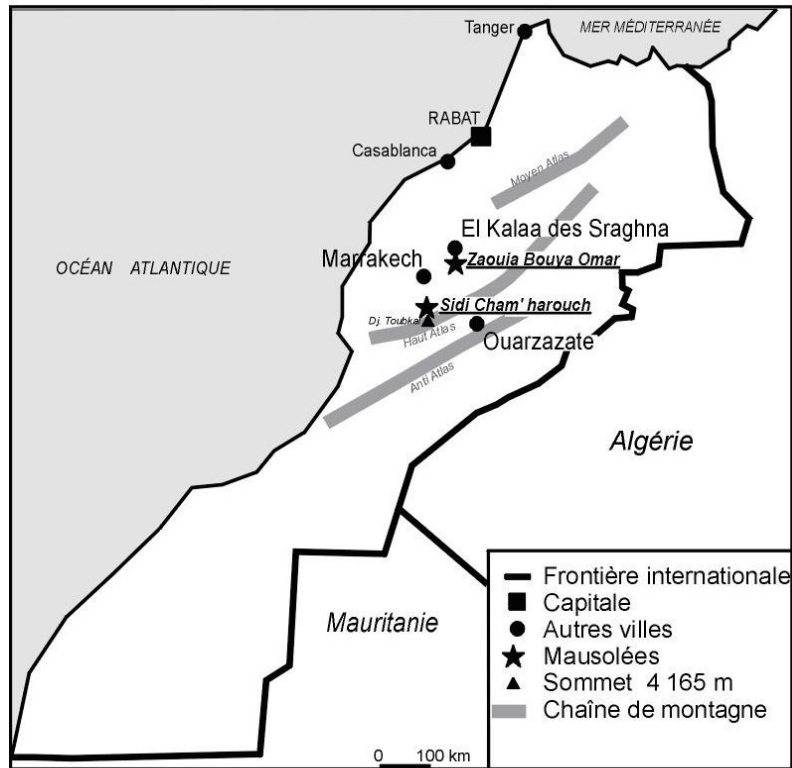 Tanger
MER MÉDITERRANÉE
RABAT
Casablanca
Moyen Atlas
El Kalaa des Sraghna
Zaouia Bouya Omar
Marrakech
OCÉAN ATLANTIQUE
Sidi Cham' harouch
Dj. Toubkal
Haut Atlas
Ouarzazate
Anti Atlas
Algérie
Mauritanie
Frontière internationale
Capitale
Autres villes
Mausolées
Sommet 4 165 m
Chaîne de montagne
0 100 km